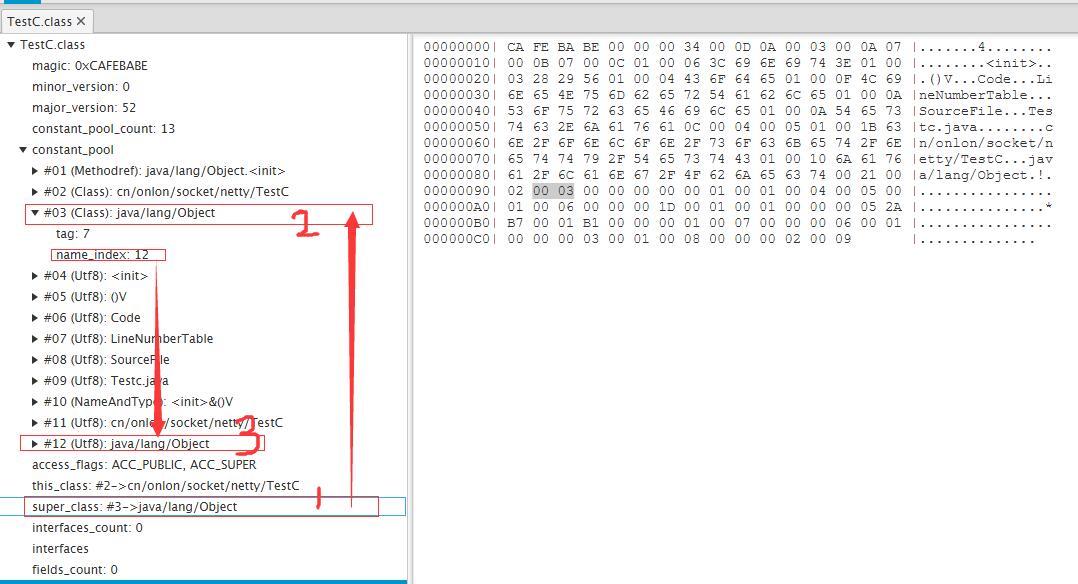 TestC.class
TestC.class
magic: 0xCAFEBABE
minor_version: 0
major_version: 52
constant_pool_count: 13
constant_pool
#01 (Methodref): java/lang/Object.<init>
#02 (Class): cn/onlon/socket/netty/TestC
#03 (Class): java/lang/Object
2
tag: 7
name_index: 12
#04 (Utf8): <init>
#05 (Utf8): ()V
#06 (Utf8): Code
#07 (Utf8): LineNumberTable
#08 (Utf8): SourceFile
#09 (Utf8): Testc.java
#10 (NameAndType): <init>&()V
#11 (Utf8): cn/onlon/socket/netty/TestC
#12 (Utf8): java/lang/Object
3
access_flags: ACC_PUBLIC, ACC_SUPER
this_class: #2->cn/onlon/socket/netty/TestC
super_class: #3->java/lang/Object
1
interfaces_count: 0
interfaces
fields_count: 0
00000000| CA FE BA BE 00 00 00 34 00 0D 0A 00 03 00 0A 07 |.......4........
00000010| 00 0B 07 00 0C 01 00 06 3C 69 6E 69 74 3E 01 00 |........<init>..
00000020| 03 28 29 56 01 00 04 43 6F 64 65 01 00 0F 4C 69 |.()V...Code...Li
00000030| 6E 65 4E 75 6D 62 65 72 54 61 62 6C 65 01 00 0A |neNumberTable...
00000040| 53 6F 75 72 63 65 46 69 6C 65 01 00 0A 54 65 73 |SourceFile...Tes
00000050| 74 63 2E 6A 61 76 61 0C 00 04 00 05 01 00 1B 63 |tc.java........c
00000060| 6E 2F 6F 6E 6C 6F 6E 2F 73 6F 63 6B 65 74 2F 6E |n/onlon/socket/n
00000070| 65 74 74 79 2F 54 65 73 74 43 01 00 10 6A 61 76 |etty/TestC...jav
00000080| 61 2F 6C 61 6E 67 2F 4F 62 6A 65 63 74 00 21 00 |a/lang/Object.!.
00000090| 02 00 03 00 00 00 00 00 01 00 01 00 04 00 05 00 |................
000000A0| 01 00 06 00 00 00 1D 00 01 00 01 00 00 00 05 2A |...............*
000000B0| B7 00 01 B1 00 00 00 01 00 07 00 00 00 06 00 01 |................
000000C0| 00 00 00 03 00 01 00 08 00 00 00 02 00 09 |..............